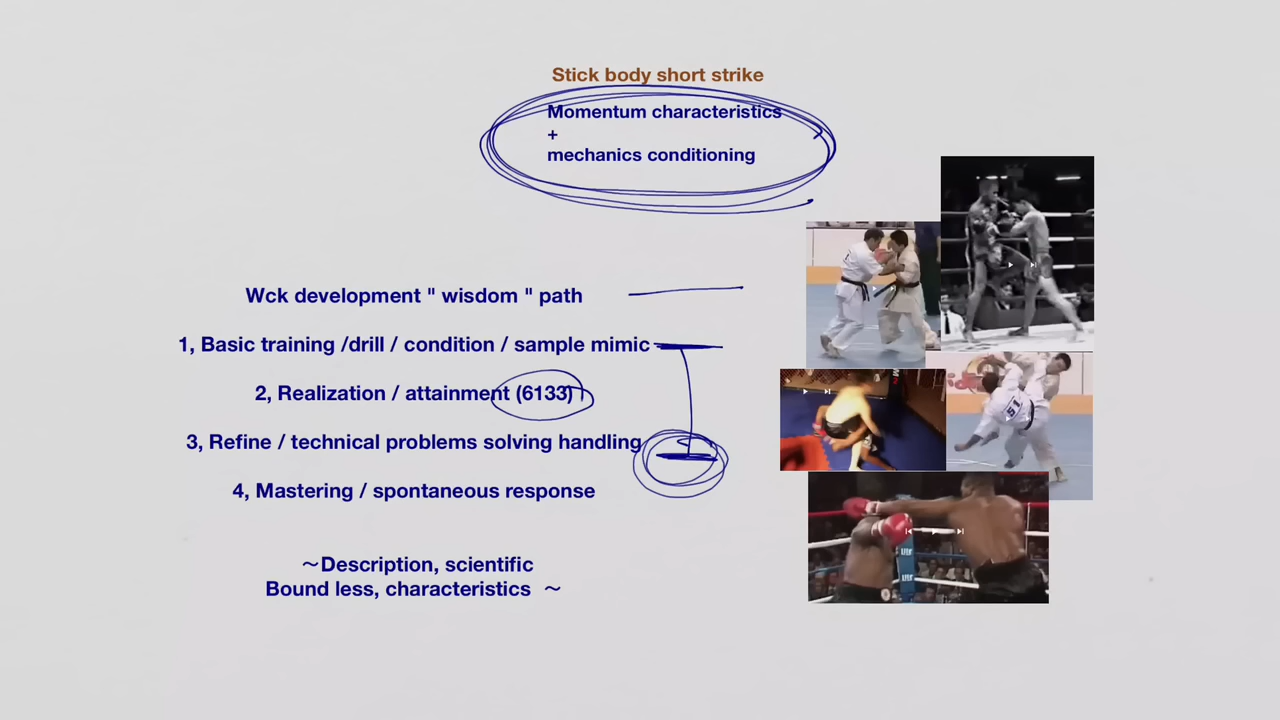 Stick body short strike
Momentum characteristics
+
mechanics conditioning
Wck development " wisdom " path
1, Basic training /drill / condition / sample mimic
2, Realization / attainment (6133)
3, Refine / technical problems solving handling
4, Mastering / spontaneous response
～Description, scientific
Bound less, characteristics ～